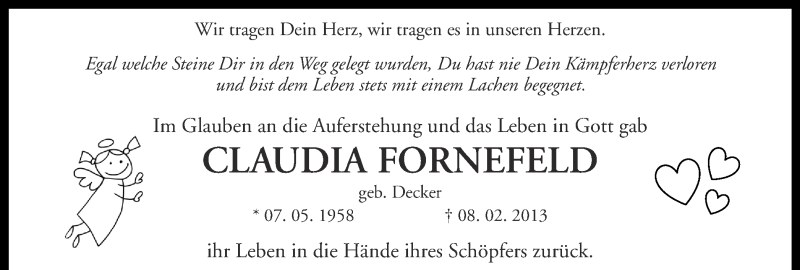 Wir tragen Dein Herz, wir tragen es in unseren Herzen.
Egal welche Steine Dir in den Weg gelegt wurden, Du hast nie Dein Kämpferherz verloren
und bist dem Leben stets mit einem Lachen begegnet.
Im Glauben an die Auferstehung und das Leben in Gott gab
CLAUDIA FORNEFELD
geb. Decker
* 07. 05. 1958 † 08. 02. 2013
ihr Leben in die Hände ihres Schöpfers zurück.